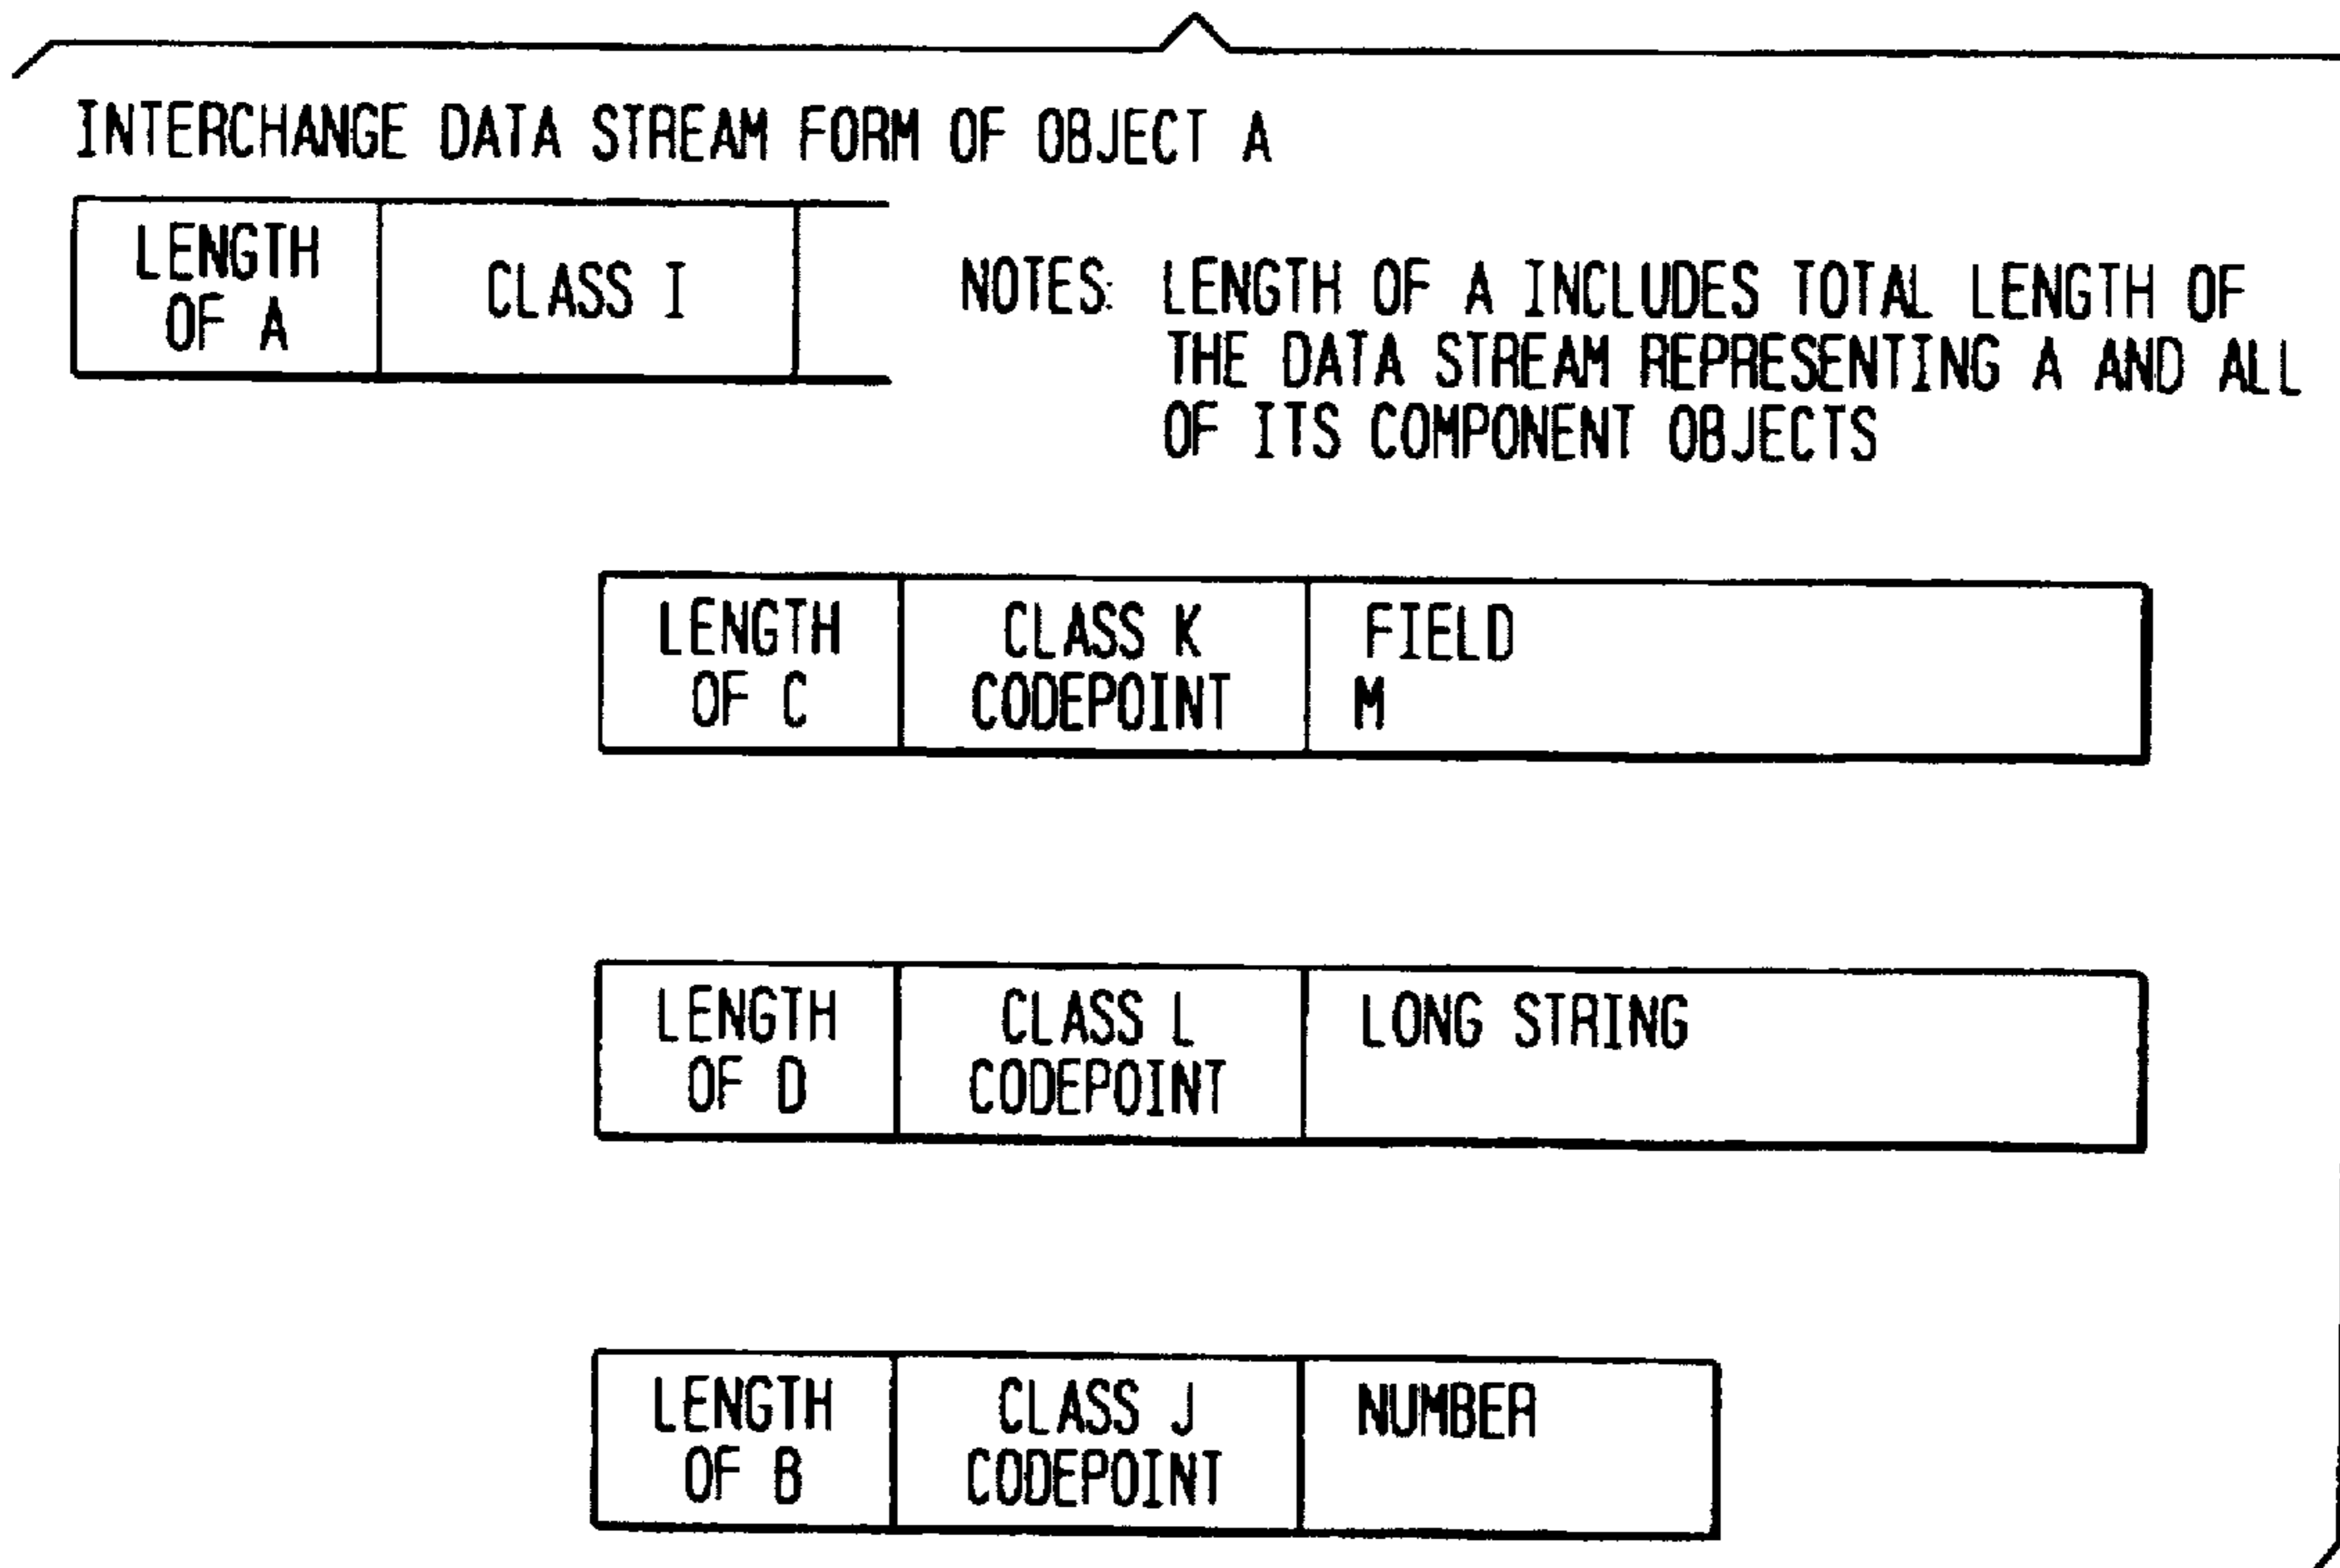 INTERCHANGE DATA STREAM FORM OF OBJECT A
LENGTH
OF A
CLASS I
NOTES: LENGTH OF A INCLUDES TOTAL LENGTH OF
THE DATA STREAM REPRESENTING A AND ALL
OF ITS COMPONENT OBJECTS
LENGTH
OF C
CLASS K
CODEPOINT
FIELD
M
LENGTH
OF D
CLASS L
CODEPOINT
LONG STRING
LENGTH
OF B
CLASS J
CODEPOINT
NUMBER